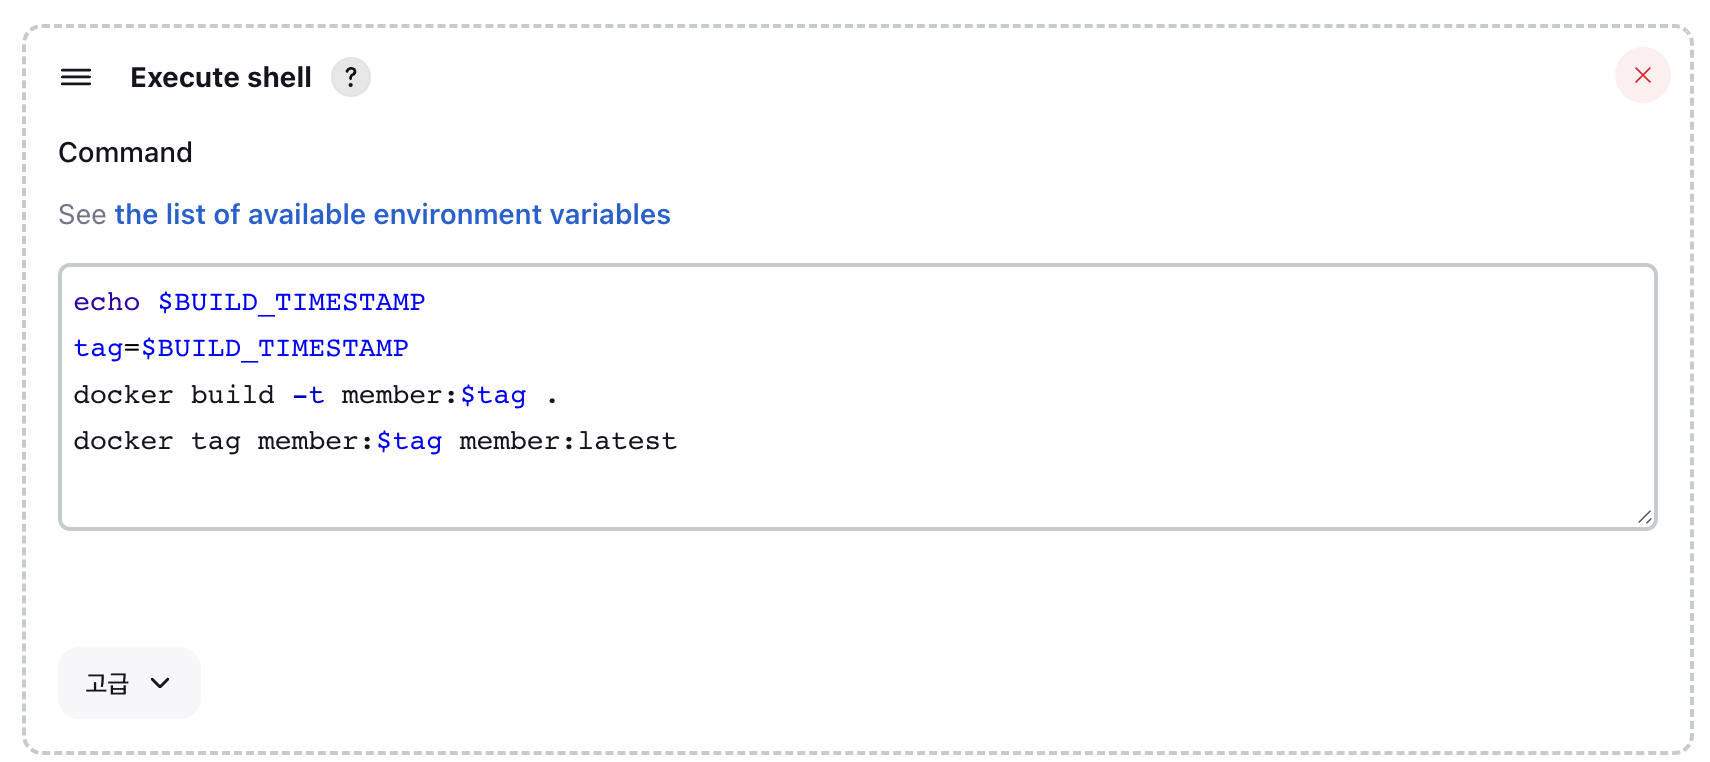 Execute shell ?
Command
See the list of available environment variables
echo $BUILD_TIMESTAMP
tag=$BUILD_TIMESTAMP
docker build -t member:$tag .
docker tag member:$tag member:latest
고급